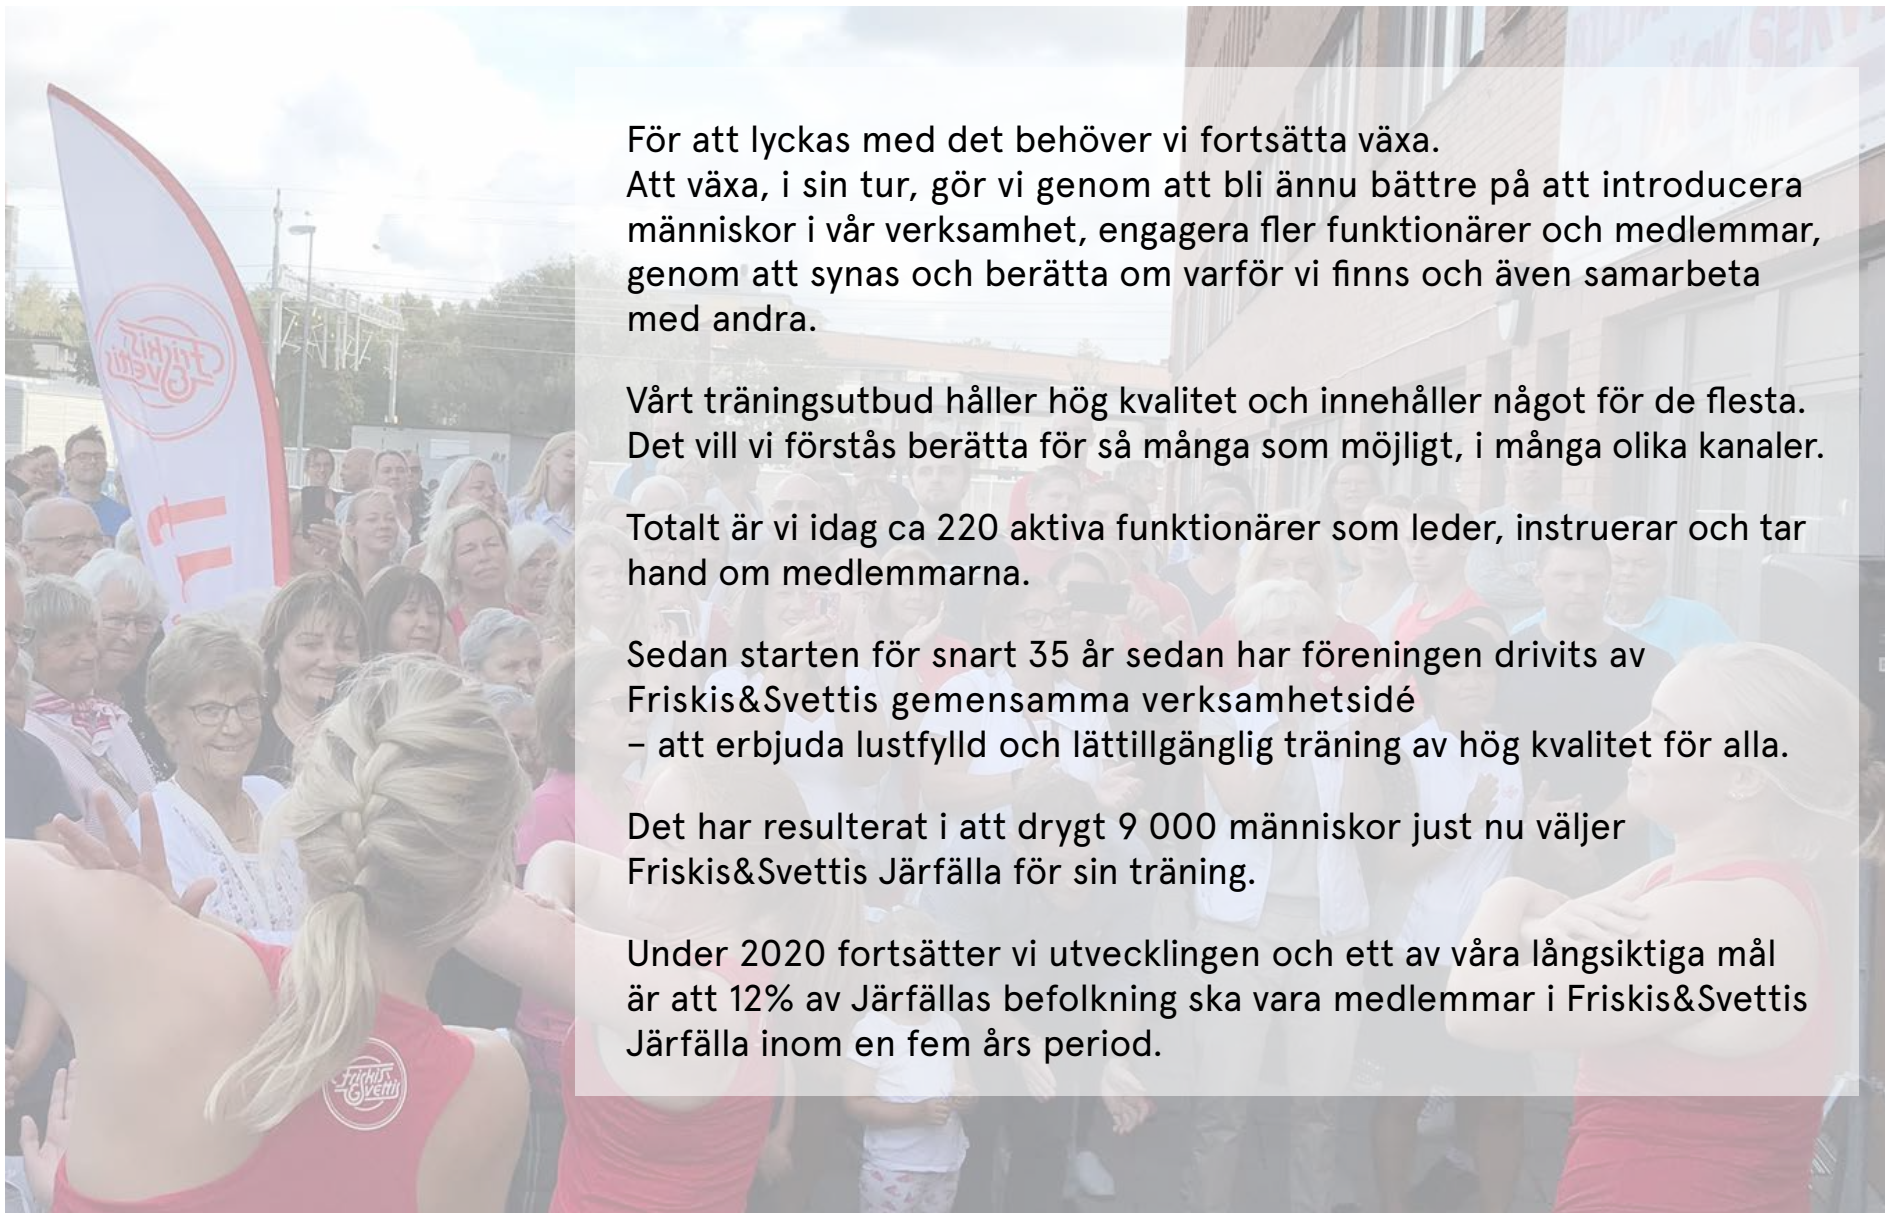 För att lyckas med det behöver vi fortsätta växa.
Att växa, i sin tur, gör vi genom att bli ännu bättre på att introducera
människor i vår verksamhet, engagera fler funktionärer och medlemmar,
genom att synas och berätta om varför vi finns och även samarbeta
med andra.
Vårt träningsutbud håller hög kvalitet och innehåller något för de flesta.
Det vill vi förstås berätta för så många som möjligt, i många olika kanaler.
Totalt är vi idag ca 220 aktiva funktionärer som leder, instruerar och tar
hand om medlemmarna.
Sedan starten för snart 35 år sedan har föreningen drivits av
Friskis&Svettis gemensamma verksamhetsidé
– att erbjuda lustfylld och lättillgänglig träning av hög kvalitet för alla.
Det har resulterat i att drygt 9 000 människor just nu väljer
Friskis&Svettis Järfälla för sin träning.
Under 2020 fortsätter vi utvecklingen och ett av våra långsiktiga mål
är att 12% av Järfällas befolkning ska vara medlemmar i Friskis&Svettis
Järfälla inom en fem års period.
Friskis
&Svettis
Friskis
&Svettis